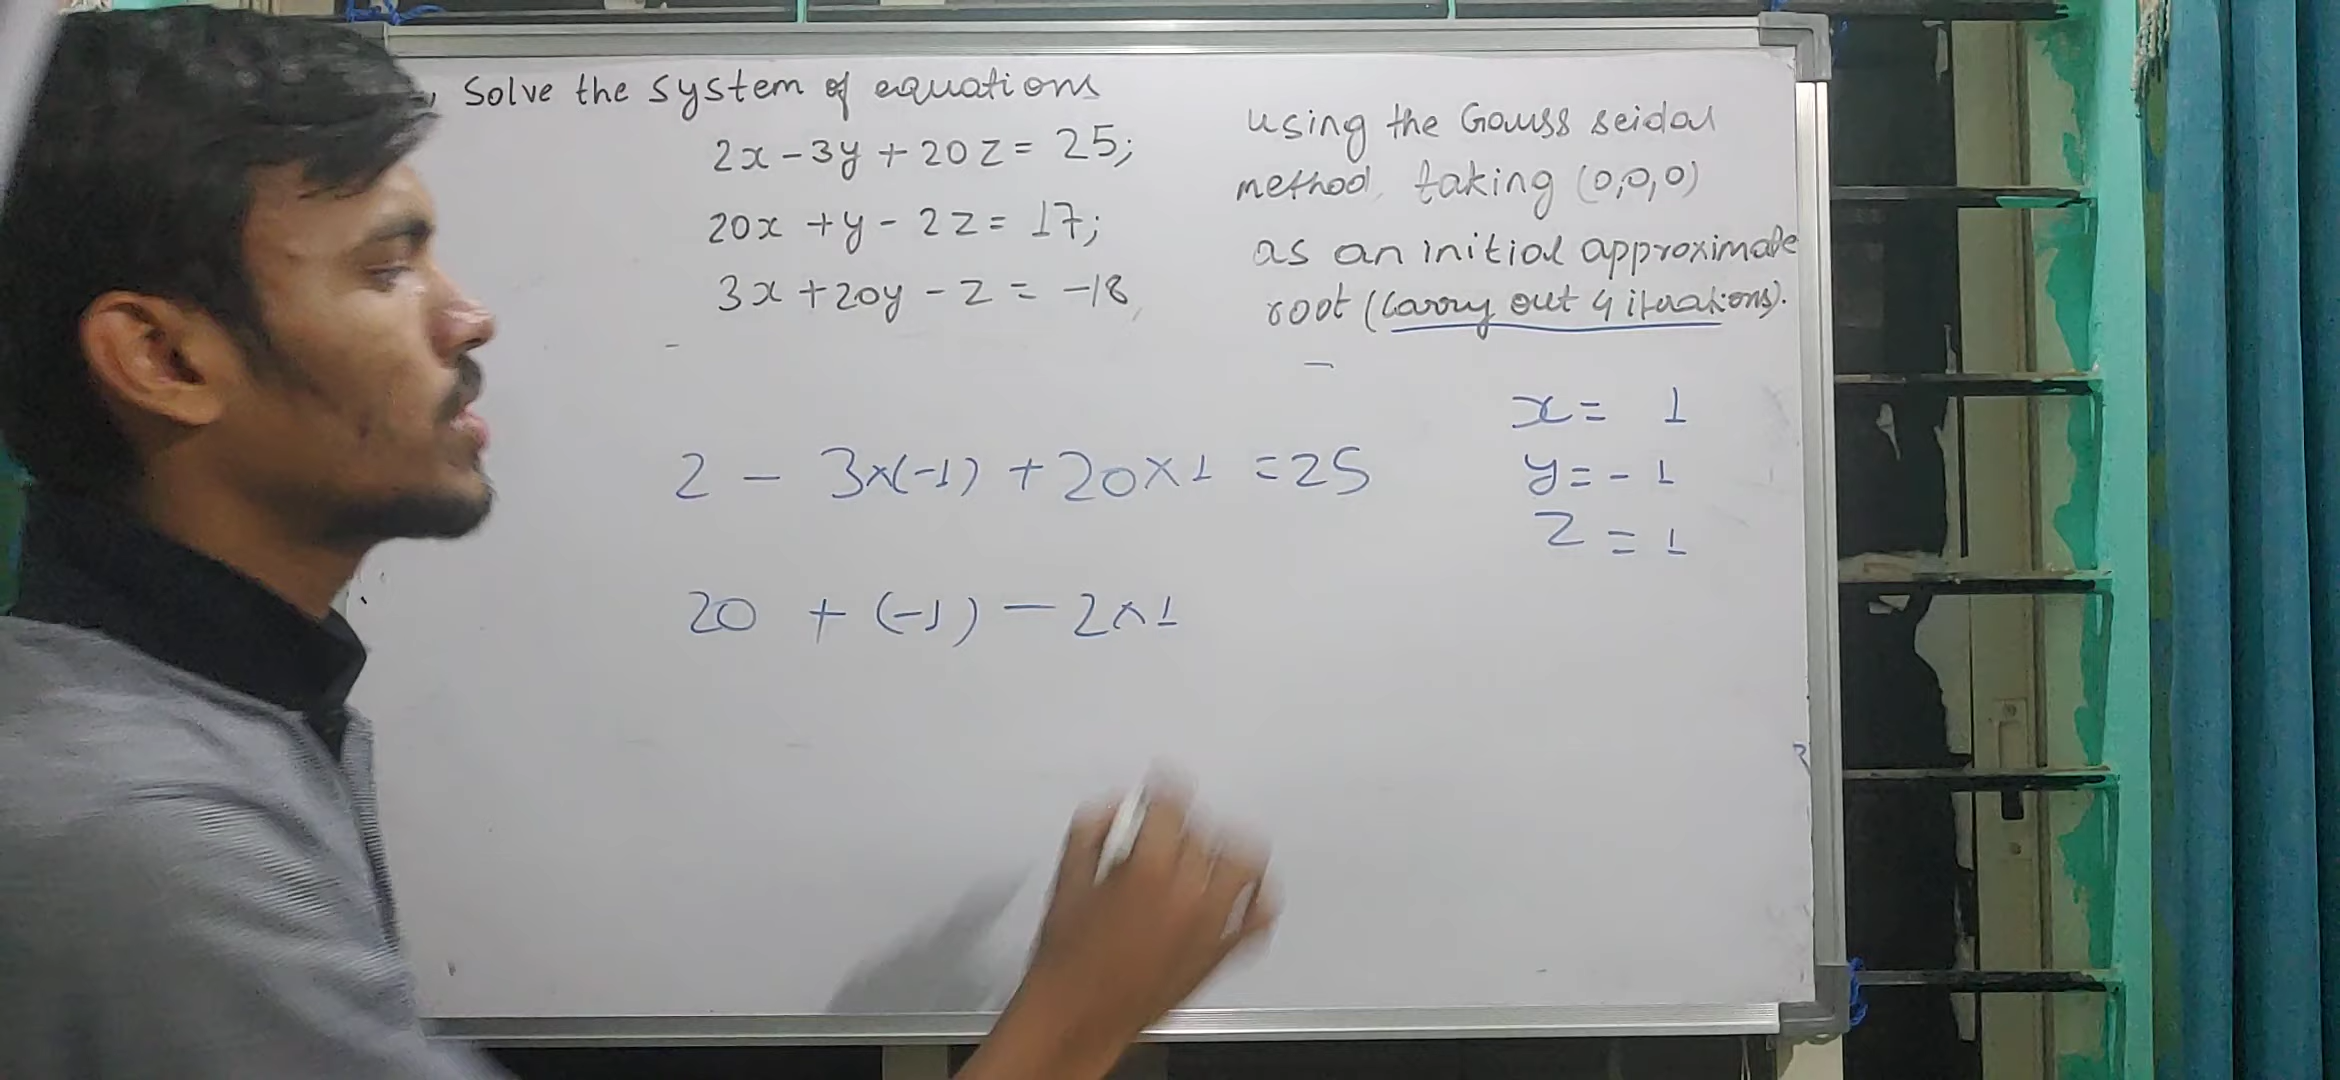 Solve the system of equations
2x - 3y + 20z = 25;
20x + y - 2z = 17;
3x + 20y - z = -18
using the Gauss seidal
method, taking (0,0,0)
as an initial approximate
root (Carry out 4 iterations).
x = 1
y = - 1
z = 1
2 - 3x(-1) + 20x1 = 25
20 + (-1) - 2x1